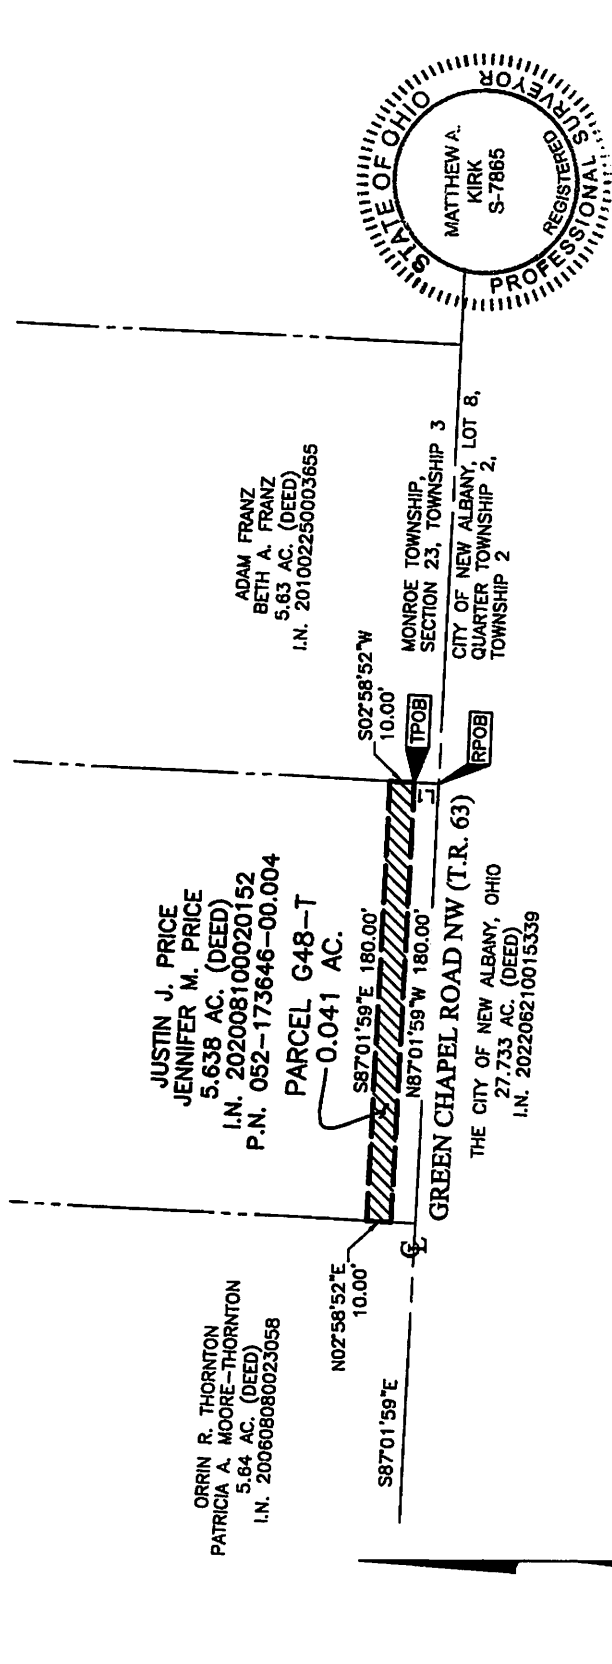 ORRIN R. THORNTON
PATRICIA A. MOORE-THORNTON
5.64 AC. (DEED)
I.N. 200608080023058
JUSTIN J. PRICE
JENNIFER M. PRICE
5.638 AC. (DEED)
I.N. 202008100020152
P.N. 052-173646-00.004
PARCEL G48-T
0.041 AC.
ADAM FRANZ
BETH A. FRANZ
5.63 AC. (DEED)
I.N. 201002250003655
N02°58'52"E
10.00'
S87°01'59"E 180.00'
N87°01'59"W 180.00'
S02°58'52"W
10.00'
TPOB
RPOB
MONROE TOWNSHIP,
SECTION 23, TOWNSHIP 3
CITY OF NEW ALBANY, LOT 8,
QUARTER TOWNSHIP 2,
TOWNSHIP 2
S87°01'59"E
CL
L1
GREEN CHAPEL ROAD NW (T.R. 63)
THE CITY OF NEW ALBANY, OHIO
27.733 AC. (DEED)
I.N. 202206210015339
STATE OF OHIO
MATTHEW A.
KIRK
S-7865
REGISTERED
PROFESSIONAL SURVEYOR